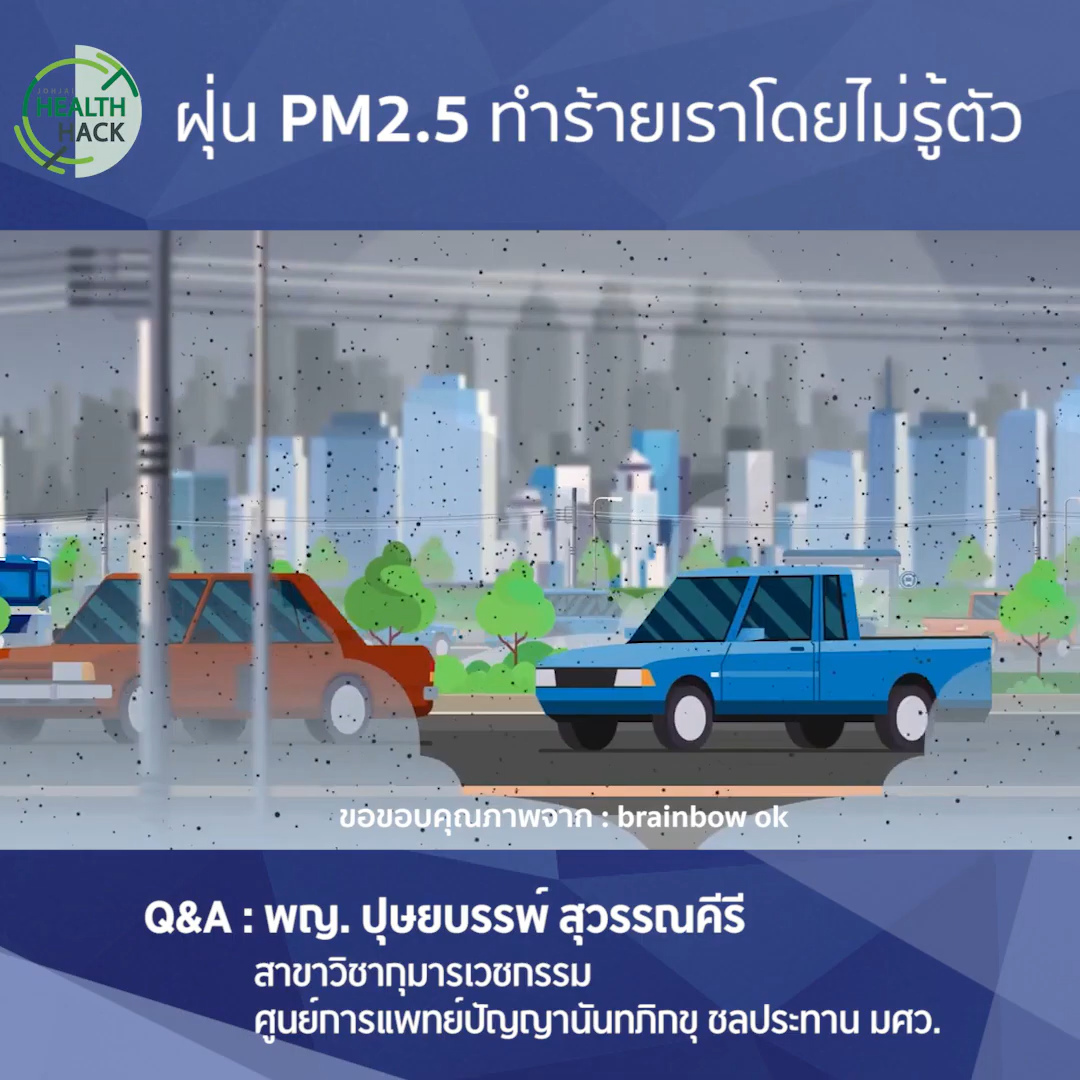 HEALTH
HACK
ฝุ่น PM2.5 ทำร้ายเราโดยไม่รู้ตัว
ขอขอบคุณภาพจาก : brainbow ok
Q&A : พญ. ปุษยบรรพ์ สุวรรณคีรี
สาขาวิชากุมารเวชกรรม
ศูนย์การแพทย์ปัญญานันทภิกขุ ชลประทาน มศว.